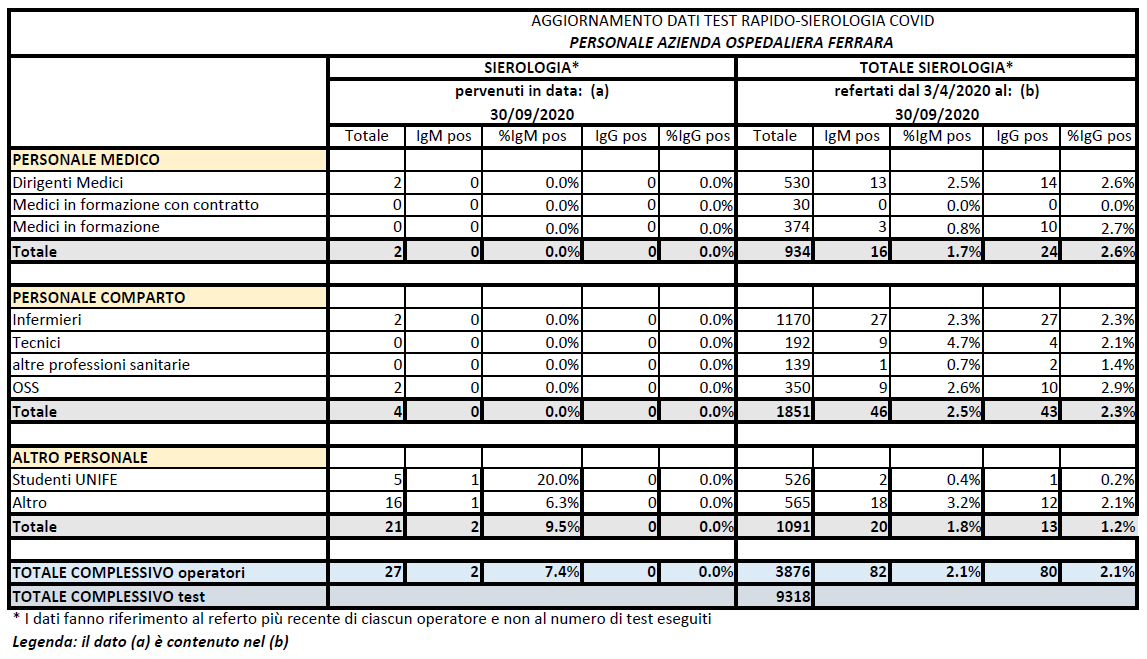 AGGIORNAMENTO DATI TEST RAPIDO-SIEROLOGIA COVID
PERSONALE AZIENDA OSPEDALIERA FERRARA
SIEROLOGIA* TOTALE SIEROLOGIA*
pervenuti in data: (a) refertati dal 3/4/2020 al: (b)
30/09/2020 30/09/2020
Totale IgM pos %IgM pos IgG pos %IgG pos Totale IgM pos %IgM pos IgG pos %IgG pos
PERSONALE MEDICO
Dirigenti Medici 2 0 0.0% 0 0.0% 530 13 2.5% 14 2.6%
Medici in formazione con contratto 0 0 0.0% 0 0.0% 30 0 0.0% 0 0.0%
Medici in formazione 0 0 0.0% 0 0.0% 374 3 0.8% 10 2.7%
Totale 2 0 0.0% 0 0.0% 934 16 1.7% 24 2.6%
PERSONALE COMPARTO
Infermieri 2 0 0.0% 0 0.0% 1170 27 2.3% 27 2.3%
Tecnici 0 0 0.0% 0 0.0% 192 9 4.7% 4 2.1%
altre professioni sanitarie 0 0 0.0% 0 0.0% 139 1 0.7% 2 1.4%
OSS 2 0 0.0% 0 0.0% 350 9 2.6% 10 2.9%
Totale 4 0 0.0% 0 0.0% 1851 46 2.5% 43 2.3%
ALTRO PERSONALE
Studenti UNIFE 5 1 20.0% 0 0.0% 526 2 0.4% 1 0.2%
Altro 16 1 6.3% 0 0.0% 565 18 3.2% 12 2.1%
Totale 21 2 9.5% 0 0.0% 1091 20 1.8% 13 1.2%
TOTALE COMPLESSIVO operatori 27 2 7.4% 0 0.0% 3876 82 2.1% 80 2.1%
TOTALE COMPLESSIVO test 9318
* I dati fanno riferimento al referto più recente di ciascun operatore e non al numero di test eseguiti
Legenda: il dato (a) è contenuto nel (b)